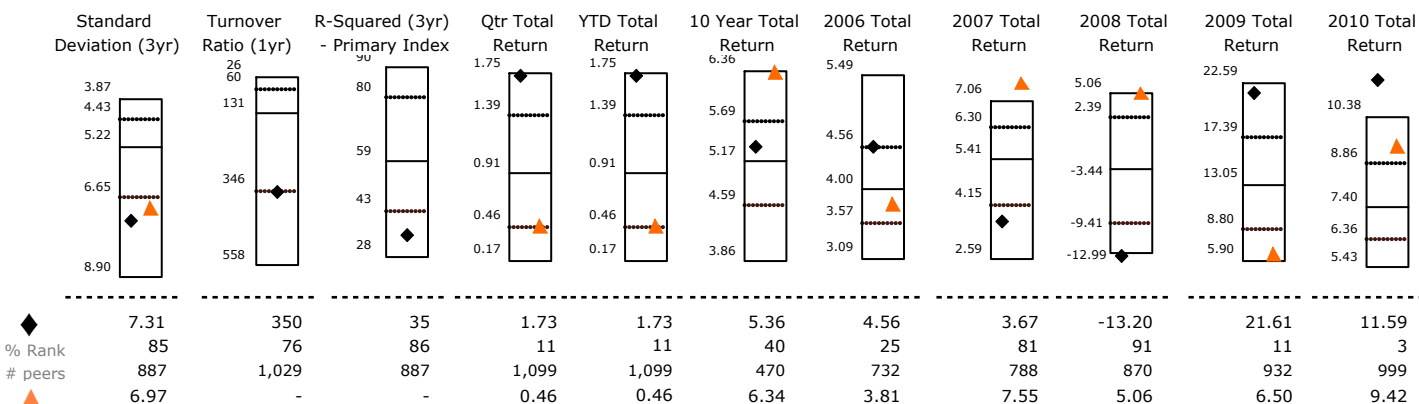 Standard Turnover R-Squared (3yr) Qtr Total YTD Total 10 Year Total 2006 Total 2007 Total 2008 Total 2009 Total 2010 Total
Deviation (3yr) Ratio (1yr) - Primary Index Return Return Return Return Return Return Return Return
3.87 26 90 1.75 1.75 6.36 5.49 7.06 5.06 22.59 10.38
4.43 60 80 1.39 1.39 5.69 4.56 6.30 2.39 17.39 8.86
5.22 131 59 0.91 0.91 5.17 4.00 5.41 -3.44 13.05 7.40
6.65 346 43 0.46 0.46 4.59 3.57 4.15 -9.41 8.80 6.36
8.90 558 28 0.17 0.17 3.86 3.09 2.59 -12.99 5.90 5.43
7.31 350 35 1.73 1.73 5.36 4.56 3.67 -13.20 21.61 11.59
% Rank 85 76 86 11 11 40 25 81 91 11 3
# peers 887 1,029 887 1,099 1,099 470 732 788 870 932 999
6.97 - - 0.46 0.46 6.34 3.81 7.55 5.06 6.50 9.42